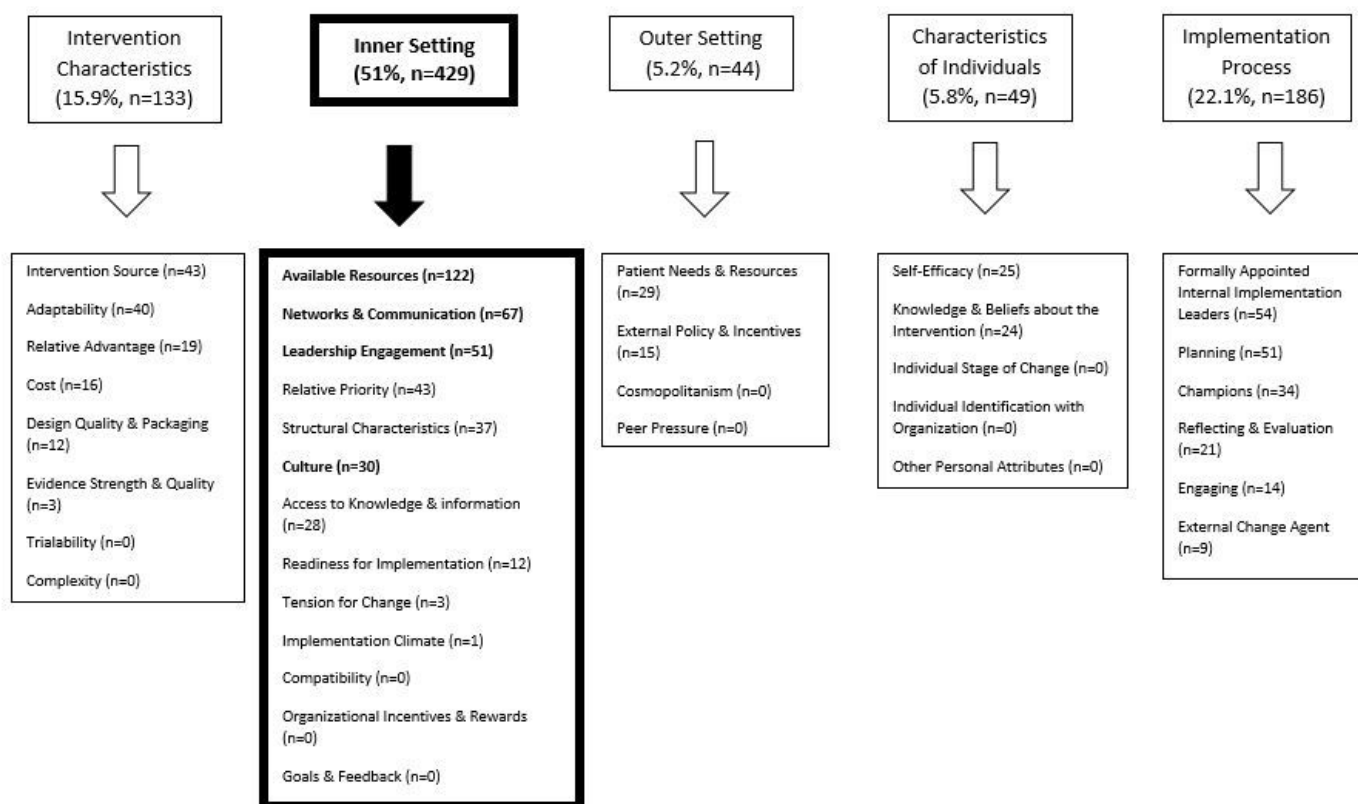 Intervention
Characteristics
(15.9%, n=133)
Inner Setting
(51%, n=429)
Outer Setting
(5.2%, n=44)
Characteristics
of Individuals
(5.8%, n=49)
Implementation
Process
(22.1%, n=186)
Intervention Source (n=43)
Adaptability (n=40)
Relative Advantage (n=19)
Cost (n=16)
Design Quality & Packaging
(n=12)
Evidence Strength & Quality
(n=3)
Trialability (n=0)
Complexity (n=0)
Available Resources (n=122)
Networks & Communication (n=67)
Leadership Engagement (n=51)
Relative Priority (n=43)
Structural Characteristics (n=37)
Culture (n=30)
Access to Knowledge & information
(n=28)
Readiness for Implementation (n=12)
Tension for Change (n=3)
Implementation Climate (n=1)
Compatibility (n=0)
Organizational Incentives & Rewards
(n=0)
Goals & Feedback (n=0)
Patient Needs & Resources
(n=29)
External Policy & Incentives
(n=15)
Cosmopolitanism (n=0)
Peer Pressure (n=0)
Self-Efficacy (n=25)
Knowledge & Beliefs about the
Intervention (n=24)
Individual Stage of Change (n=0)
Individual Identification with
Organization (n=0)
Other Personal Attributes (n=0)
Formally Appointed
Internal Implementation
Leaders (n=54)
Planning (n=51)
Champions (n=34)
Reflecting & Evaluation
(n=21)
Engaging (n=14)
External Change Agent
(n=9)